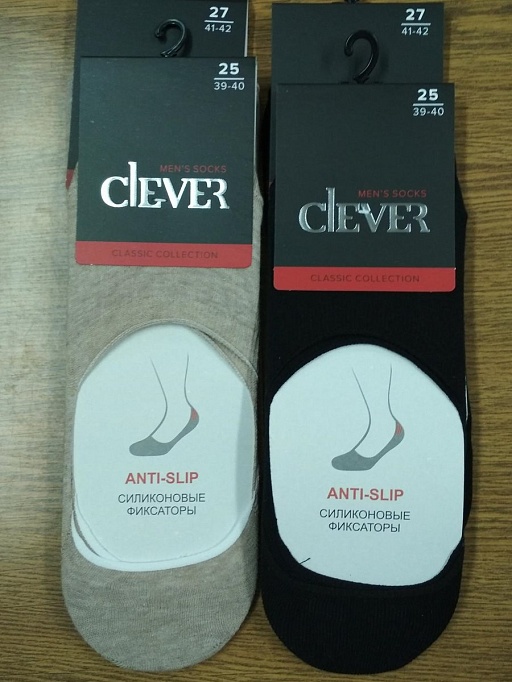 27
41-42
25
39-40
MEN'S SOCKS
CLEVER
CLASSIC COLLECTION
ANTI-SLIP
СИЛИКОНОВЫЕ
ФИКСАТОРЫ
27
41-42
25
39-40
MEN'S SOCKS
CLEVER
CLASSIC COLLECTION
ANTI-SLIP
СИЛИКОНОВЫЕ
ФИКСАТОРЫ